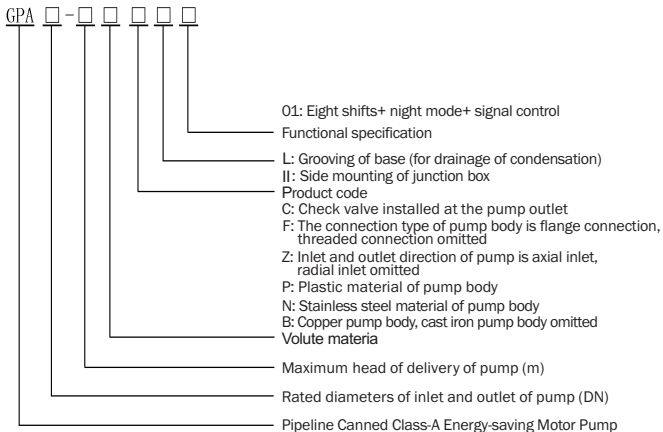 GPA □-□ □ □ □ □
01: Eight shifts+ night mode+ signal control
Functional specification
L: Grooving of base (for drainage of condensation)
II: Side mounting of junction box
Product code
C: Check valve installed at the pump outlet
F: The connection type of pump body is flange connection,
threaded connection omitted
Z: Inlet and outlet direction of pump is axial inlet,
radial inlet omitted
P: Plastic material of pump body
N: Stainless steel material of pump body
B: Copper pump body, cast iron pump body omitted
Volute materia
Maximum head of delivery of pump (m)
Rated diameters of inlet and outlet of pump (DN)
Pipeline Canned Class-A Energy-saving Motor Pump